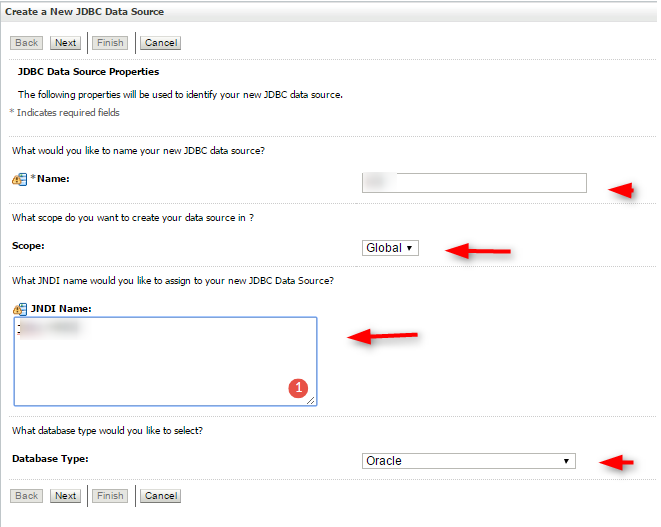 Create a New JDBC Data Source
Back Next Finish Cancel
JDBC Data Source Properties
The following properties will be used to identify your new JDBC data source.
* Indicates required fields
What would you like to name your new JDBC data source?
*Name:
What scope do you want to create your data source in ?
Scope: Global
What JNDI name would you like to assign to your new JDBC Data Source?
JNDI Name:
1
What database type would you like to select?
Database Type: Oracle
Back Next Finish Cancel